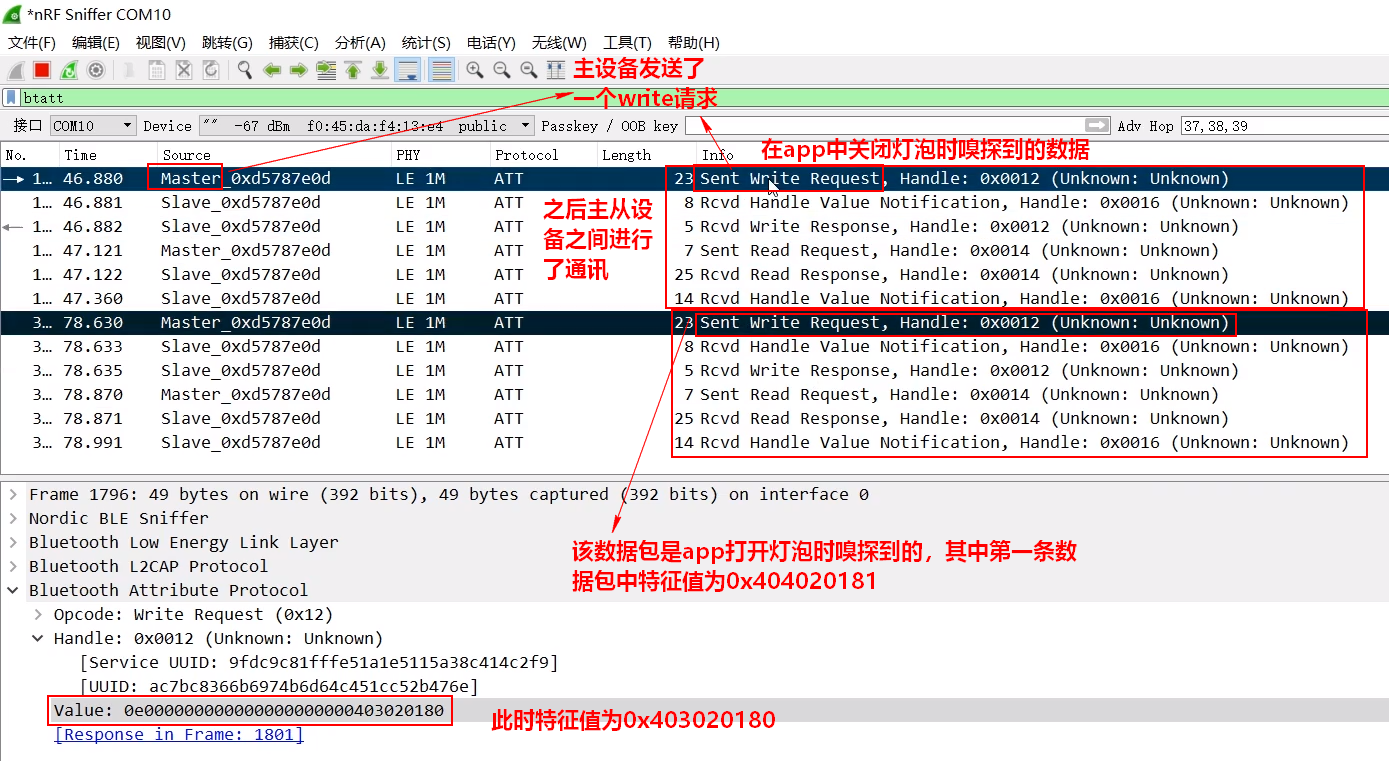 *nRF Sniffer COM10
文件(F) 编辑(E) 视图(V) 跳转(G) 捕获(C) 分析(A) 统计(S) 电话(Y) 无线(W) 工具(T) 帮助(H)
主设备发送了
一个write请求
btatt
接口 COM10 Device "" -67 dBm f0:45:da:f4:13:e4 public Passkey / OOB key Adv Hop 37,38,39
No. Time Source PHY Protocol Length Info
在app中关闭灯泡时嗅探到的数据
1… 46.880 Master_0xd5787e0d LE 1M ATT 23 Sent Write Request, Handle: 0x0012 (Unknown: Unknown)
1… 46.881 Slave_0xd5787e0d LE 1M ATT 8 Rcvd Handle Value Notification, Handle: 0x0016 (Unknown: Unknown)
1… 46.882 Slave_0xd5787e0d LE 1M ATT 5 Rcvd Write Response, Handle: 0x0012 (Unknown: Unknown)
1… 47.121 Master_0xd5787e0d LE 1M ATT 7 Sent Read Request, Handle: 0x0014 (Unknown: Unknown)
1… 47.122 Slave_0xd5787e0d LE 1M ATT 25 Rcvd Read Response, Handle: 0x0014 (Unknown: Unknown)
1… 47.360 Slave_0xd5787e0d LE 1M ATT 14 Rcvd Handle Value Notification, Handle: 0x0016 (Unknown: Unknown)
之后主从设
备之间进行
了通讯
3… 78.630 Master_0xd5787e0d LE 1M ATT 23 Sent Write Request, Handle: 0x0012 (Unknown: Unknown)
3… 78.633 Slave_0xd5787e0d LE 1M ATT 8 Rcvd Handle Value Notification, Handle: 0x0016 (Unknown: Unknown)
3… 78.635 Slave_0xd5787e0d LE 1M ATT 5 Rcvd Write Response, Handle: 0x0012 (Unknown: Unknown)
3… 78.870 Master_0xd5787e0d LE 1M ATT 7 Sent Read Request, Handle: 0x0014 (Unknown: Unknown)
3… 78.871 Slave_0xd5787e0d LE 1M ATT 25 Rcvd Read Response, Handle: 0x0014 (Unknown: Unknown)
3… 78.991 Slave_0xd5787e0d LE 1M ATT 14 Rcvd Handle Value Notification, Handle: 0x0016 (Unknown: Unknown)
Frame 1796: 49 bytes on wire (392 bits), 49 bytes captured (392 bits) on interface 0
Nordic BLE Sniffer
Bluetooth Low Energy Link Layer
Bluetooth L2CAP Protocol
Bluetooth Attribute Protocol
该数据包是app打开灯泡时嗅探到的，其中第一条数
据包中特征值为0x404020181
Opcode: Write Request (0x12)
Handle: 0x0012 (Unknown: Unknown)
[Service UUID: 9fdc9c81fffe51a1e5115a38c414c2f9]
[UUID: ac7bc8366b6974b6d64c451cc52b476e]
Value: 0e00000000000000000000403020180
此时特征值为0x403020180
[Response in Frame: 1801]